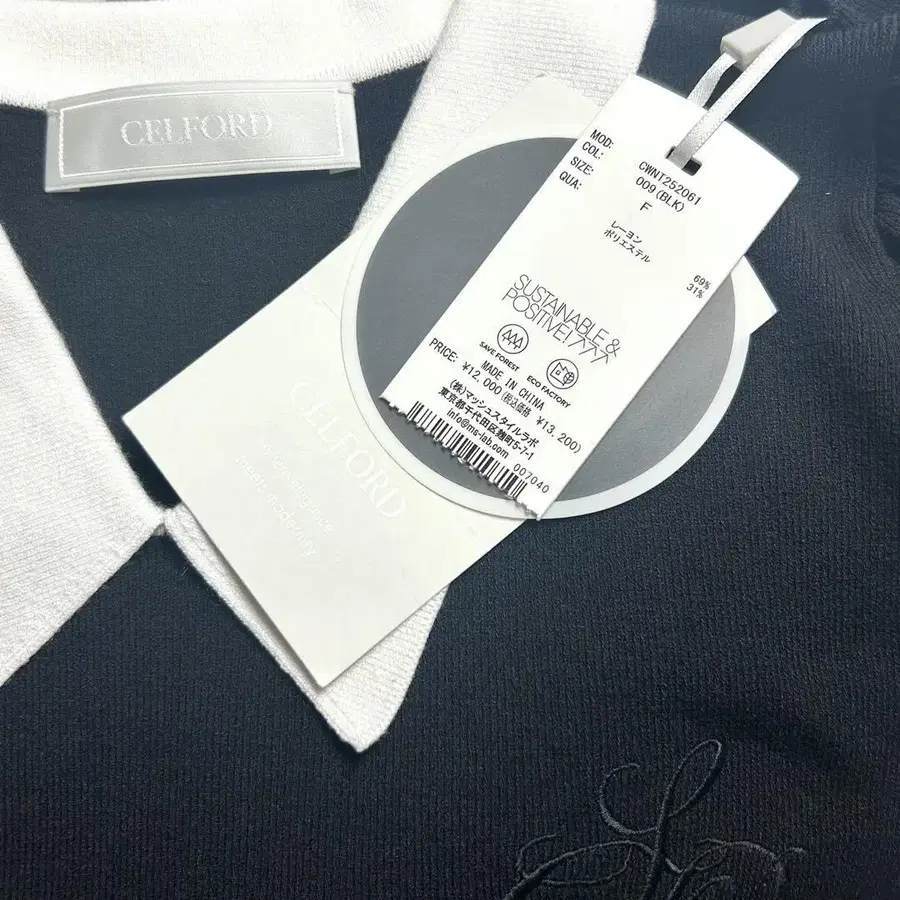 CELFORD
MOD: CWNT252061
COL: 009(BLK)
SIZE: F
QUA:
レーヨン 69%
ポリエステル 31%
SUSTAINABLE &
POSITIVE!
SAVE FOREST ECO FACTORY
PRICE: ¥12,000(税込価格 ¥13,200)
MADE IN CHINA
(株)マッシュスタイルラボ
東京都千代田区麹町5-7-1
info@ms-lab.com
007040
CELFORD
elegance